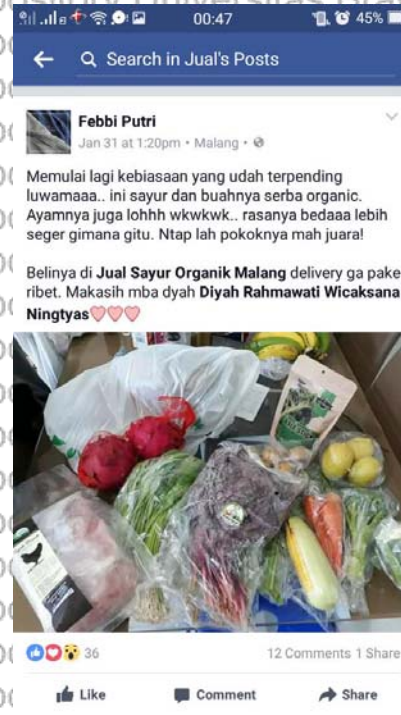 00:47
45%
Search in Jual's Posts
Febbi Putri
Jan 31 at 1:20pm • Malang •
Memulai lagi kebiasaan yang udah terpending
luwamaaa.. ini sayur dan buahnya serba organic.
Ayamnya juga lohhh wkwkwk.. rasanya bedaaa lebih
seger gimana gitu. Ntap lah pokoknya mah juara!
Belinya di Jual Sayur Organik Malang delivery ga pake
ribet. Makasih mba dyah Diyah Rahmawati Wicaksana
Ningtyas
36
12 Comments 1 Share
Like
Comment
Share